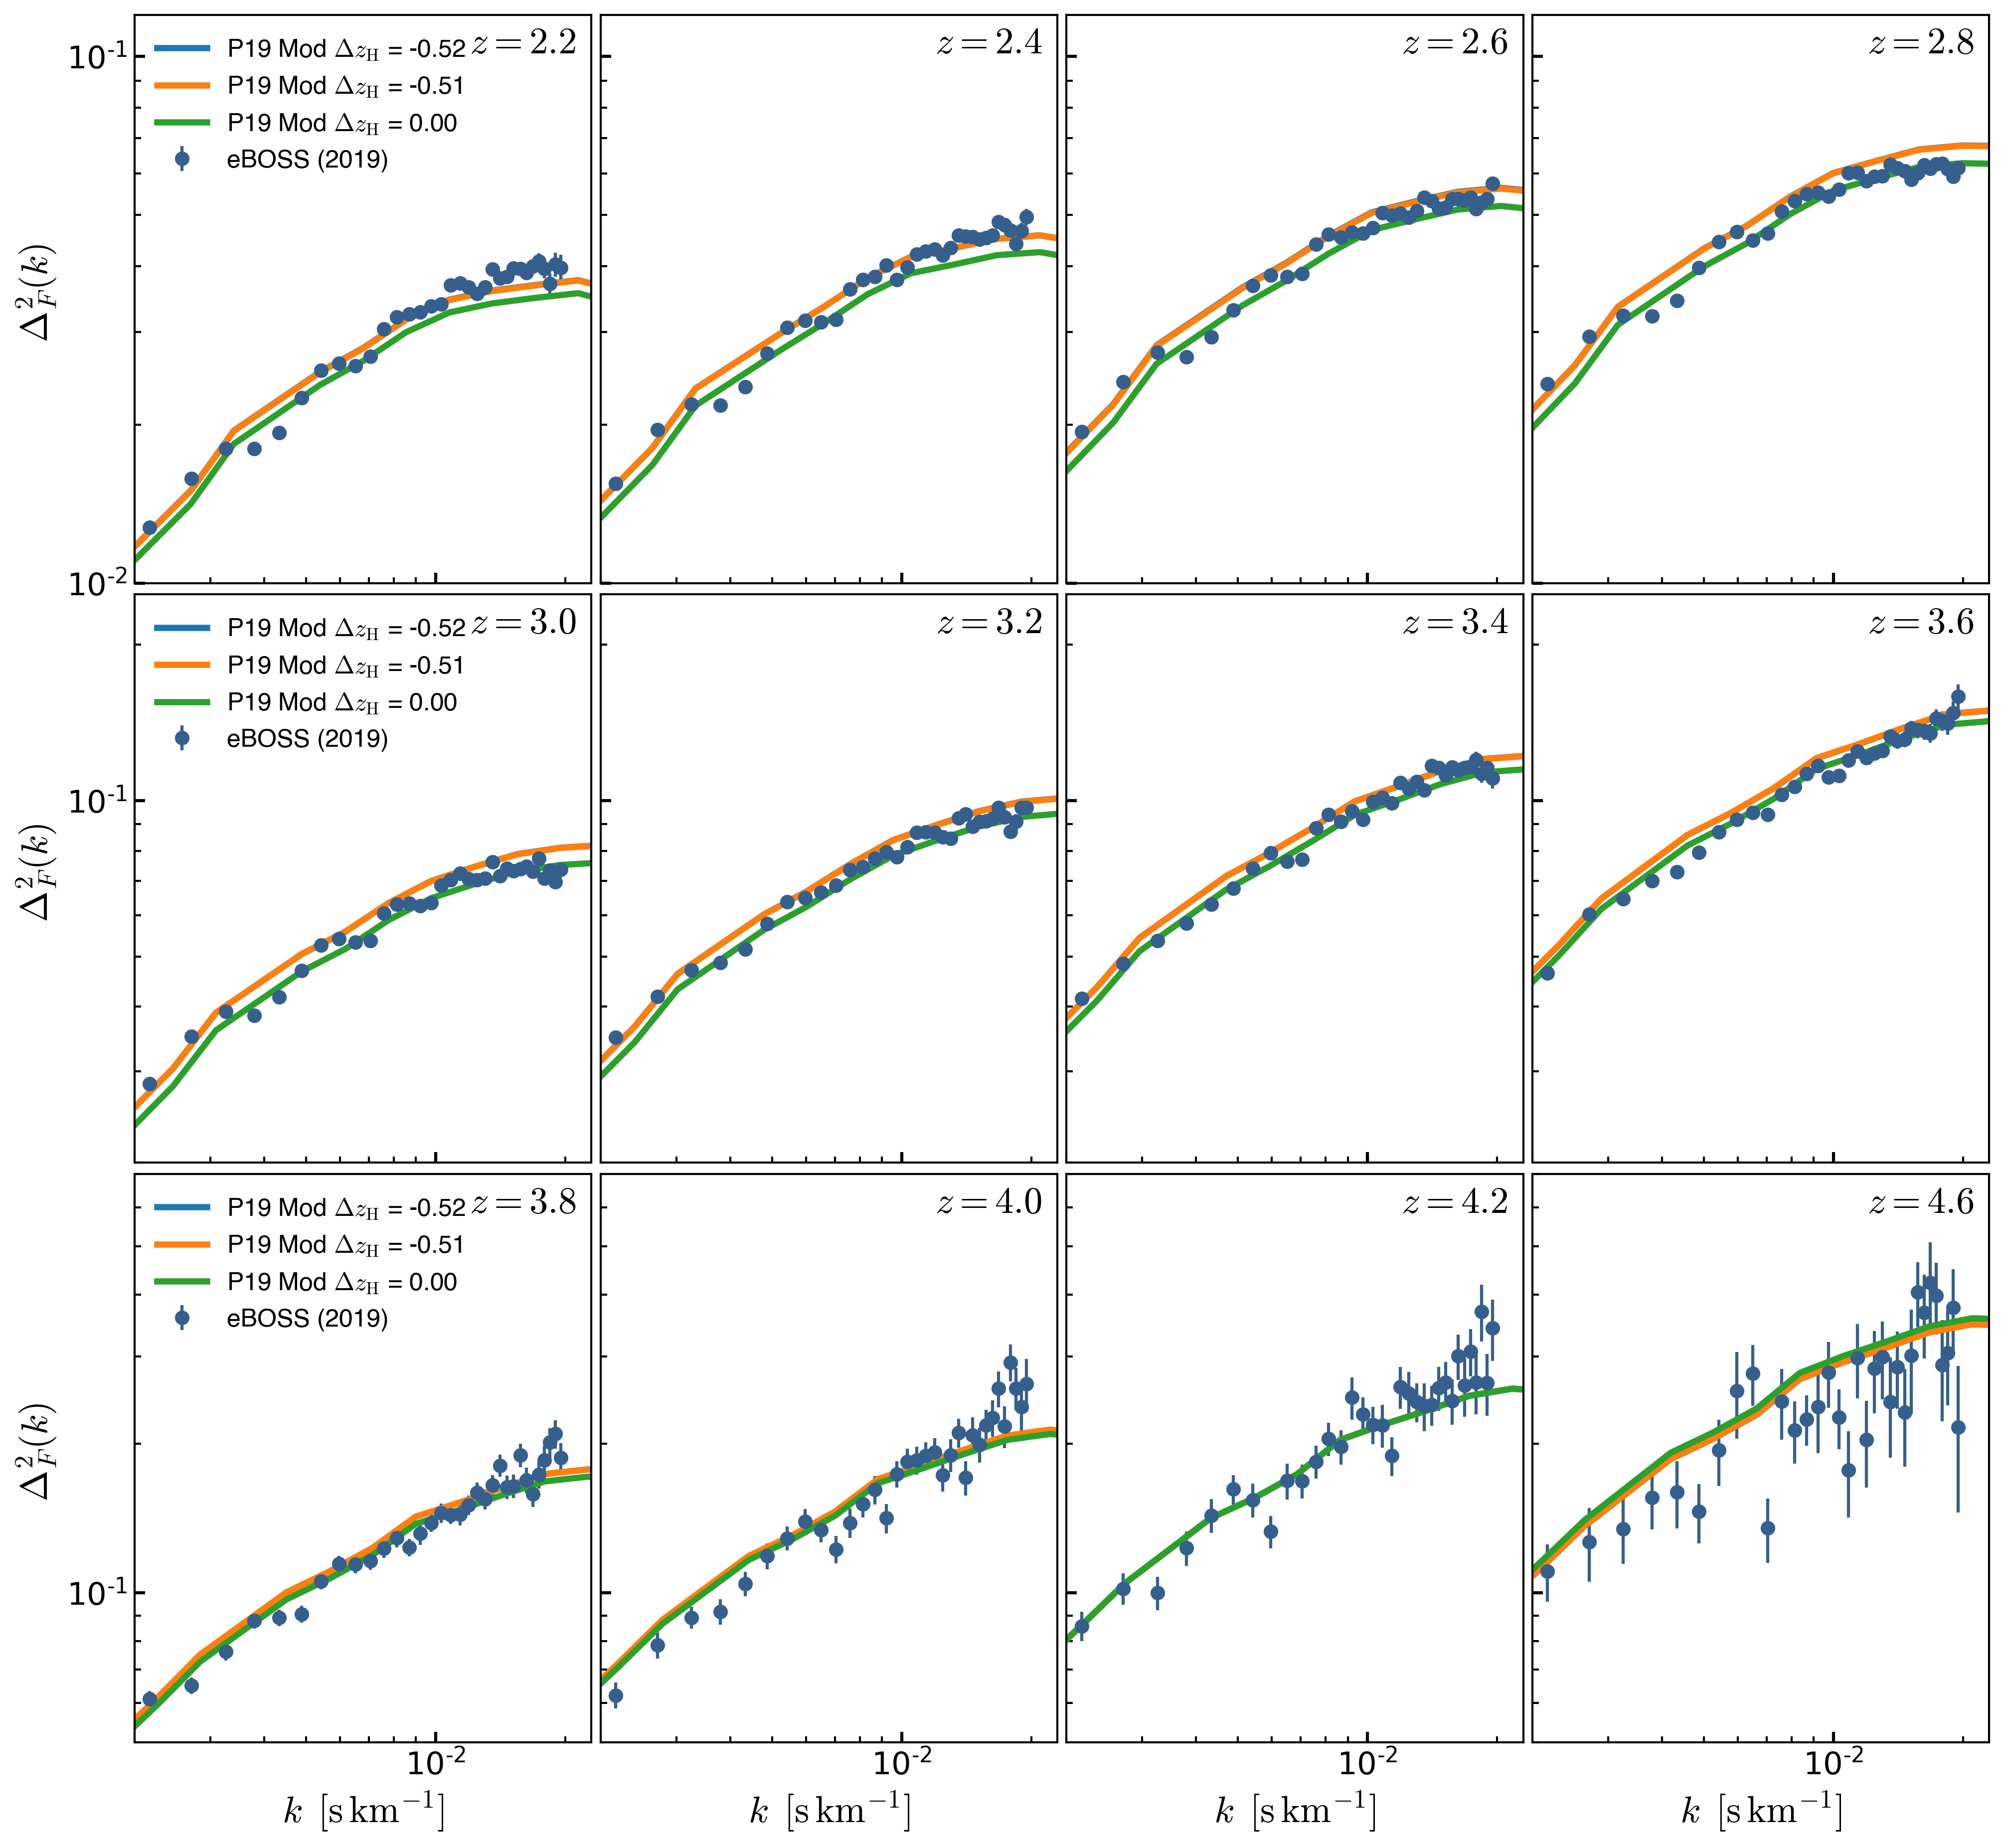 P19 Mod Δz_H = -0.52
P19 Mod Δz_H = -0.51
P19 Mod Δz_H = 0.00
eBOSS (2019)
z = 2.2
z = 2.4
z = 2.6
z = 2.8
10^-1
10^-2
Δ²_F(k)
P19 Mod Δz_H = -0.52
P19 Mod Δz_H = -0.51
P19 Mod Δz_H = 0.00
eBOSS (2019)
z = 3.0
z = 3.2
z = 3.4
z = 3.6
10^-1
Δ²_F(k)
P19 Mod Δz_H = -0.52
P19 Mod Δz_H = -0.51
P19 Mod Δz_H = 0.00
eBOSS (2019)
z = 3.8
z = 4.0
z = 4.2
z = 4.6
10^-1
Δ²_F(k)
10^-2
10^-2
10^-2
10^-2
k [s km⁻¹]
k [s km⁻¹]
k [s km⁻¹]
k [s km⁻¹]